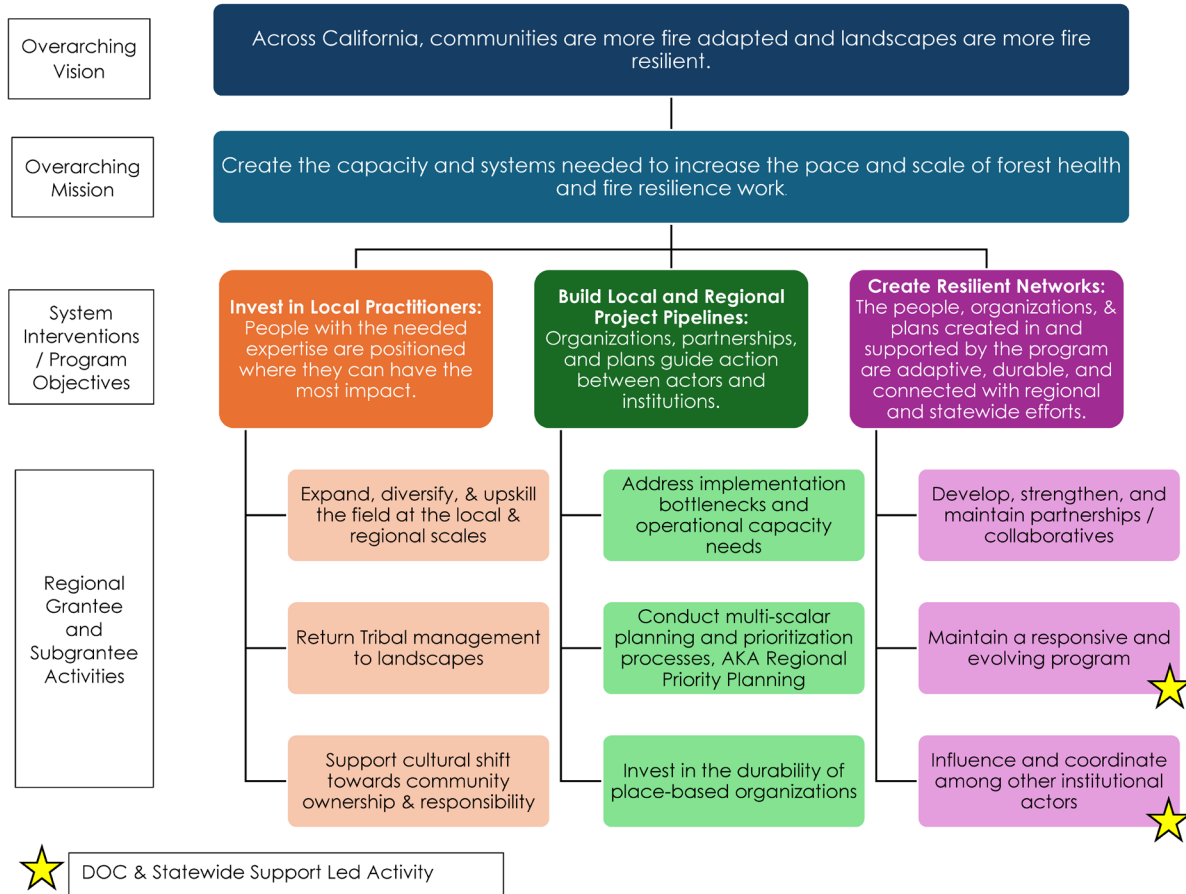 Overarching
Vision
Across California, communities are more fire adapted and landscapes are more fire
resilient.
Overarching
Mission
Create the capacity and systems needed to increase the pace and scale of forest health
and fire resilience work.
System
Interventions
/ Program
Objectives
Invest in Local Practitioners:
People with the needed
expertise are positioned
where they can have the
most impact.
Build Local and Regional
Project Pipelines:
Organizations, partnerships,
and plans guide action
between actors and
institutions.
Create Resilient Networks:
The people, organizations, &
plans created in and
supported by the program
are adaptive, durable, and
connected with regional
and statewide efforts.
Regional
Grantee
and
Subgrantee
Activities
Expand, diversify, & upskill
the field at the local &
regional scales
Address implementation
bottlenecks and
operational capacity
needs
Develop, strengthen, and
maintain partnerships /
collaboratives
Return Tribal management
to landscapes
Conduct multi-scalar
planning and prioritization
processes, AKA Regional
Priority Planning
Maintain a responsive and
evolving program
Support cultural shift
towards community
ownership & responsibility
Invest in the durability of
place-based organizations
Influence and coordinate
among other institutional
actors
DOC & Statewide Support Led Activity